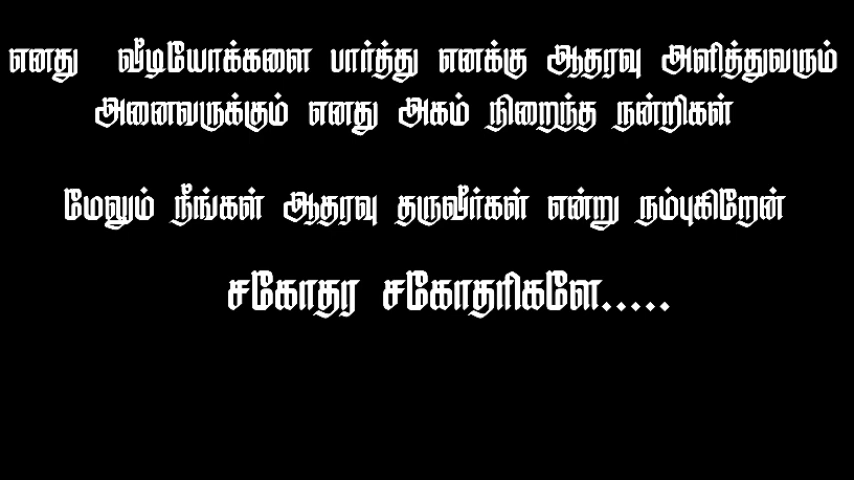 எனது வீடியோக்களை பார்த்து எனக்கு ஆதரவு அளித்துவரும்
அனைவருக்கும் எனது அகம் நிறைந்த நன்றிகள்
மேலும் நீங்கள் ஆதரவு தருவீர்கள் என்று நம்புகிறேன்
சகோதர சகோதரிகளே.....